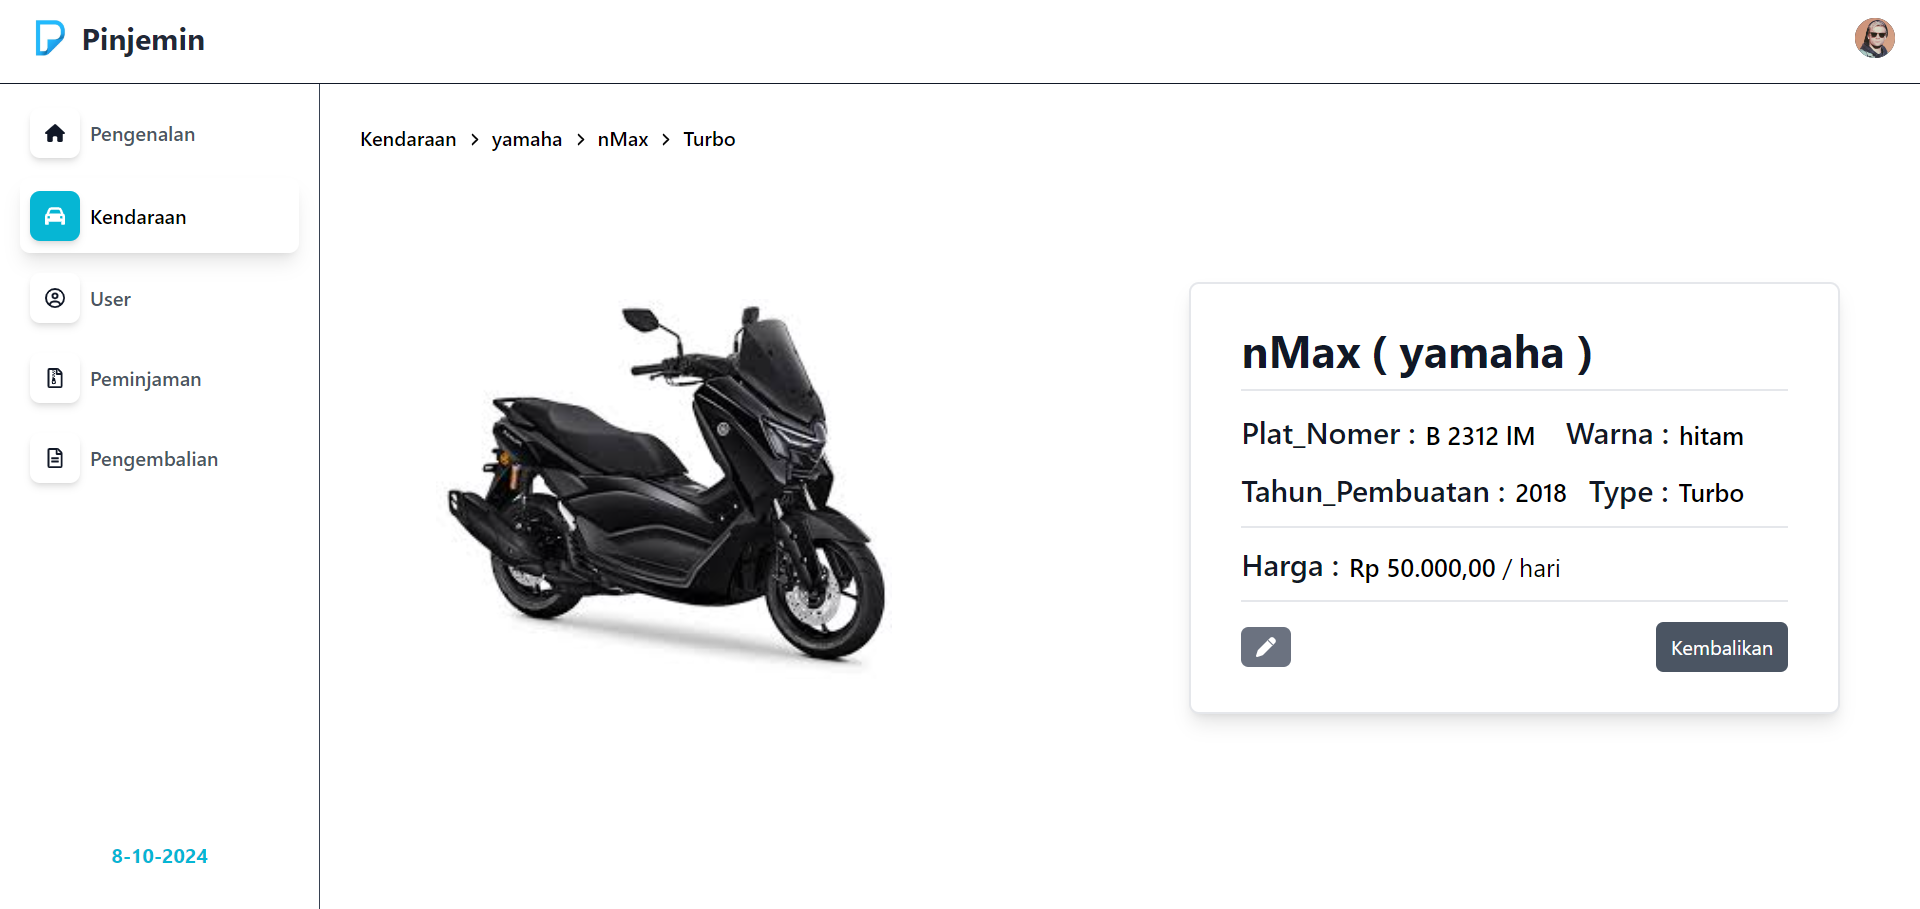 Pinjemin
Pengenalan
Kendaraan
User
Peminjaman
Pengembalian
8-10-2024
Kendaraan > yamaha > nMax > Turbo
nMax ( yamaha )
Plat_Nomer : B 2312 IM Warna : hitam
Tahun_Pembuatan : 2018 Type : Turbo
Harga : Rp 50.000,00 / hari
Kembalikan